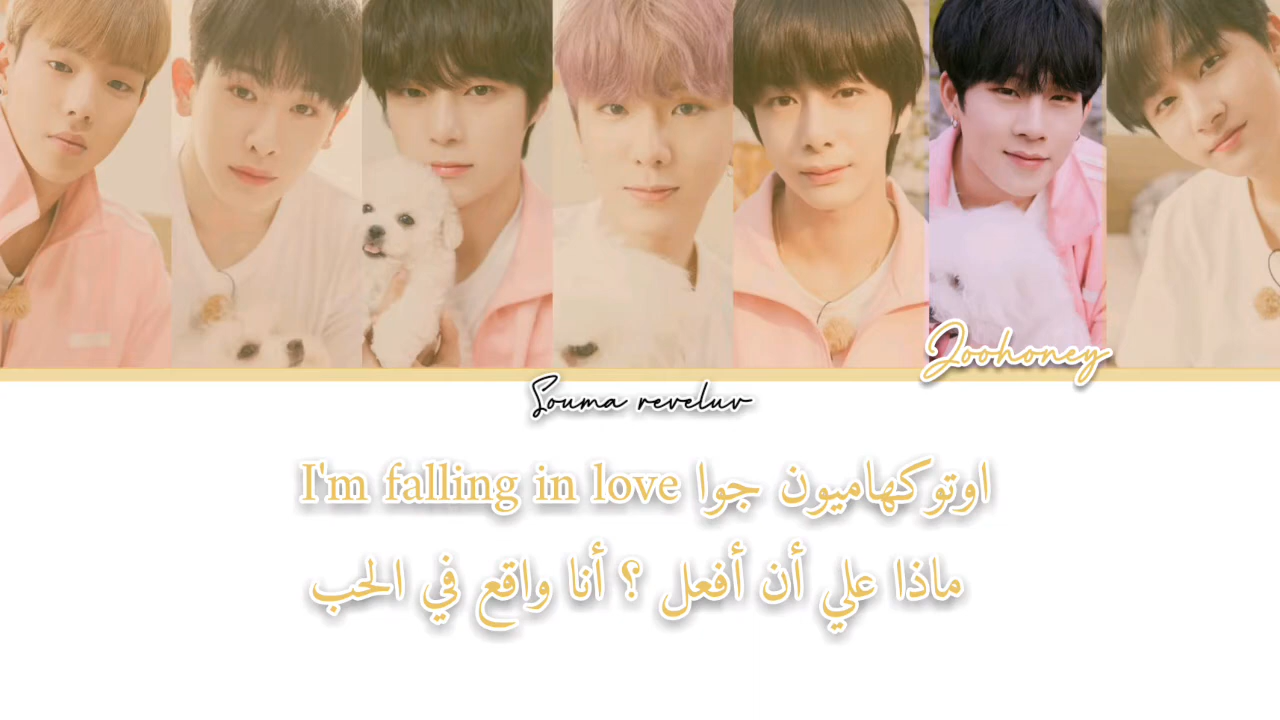 Joohoney
Souma reveluv
اوتوكهاميون جوا I'm falling in love
ماذا علي أن أفعل ؟ أنا واقع في الحب